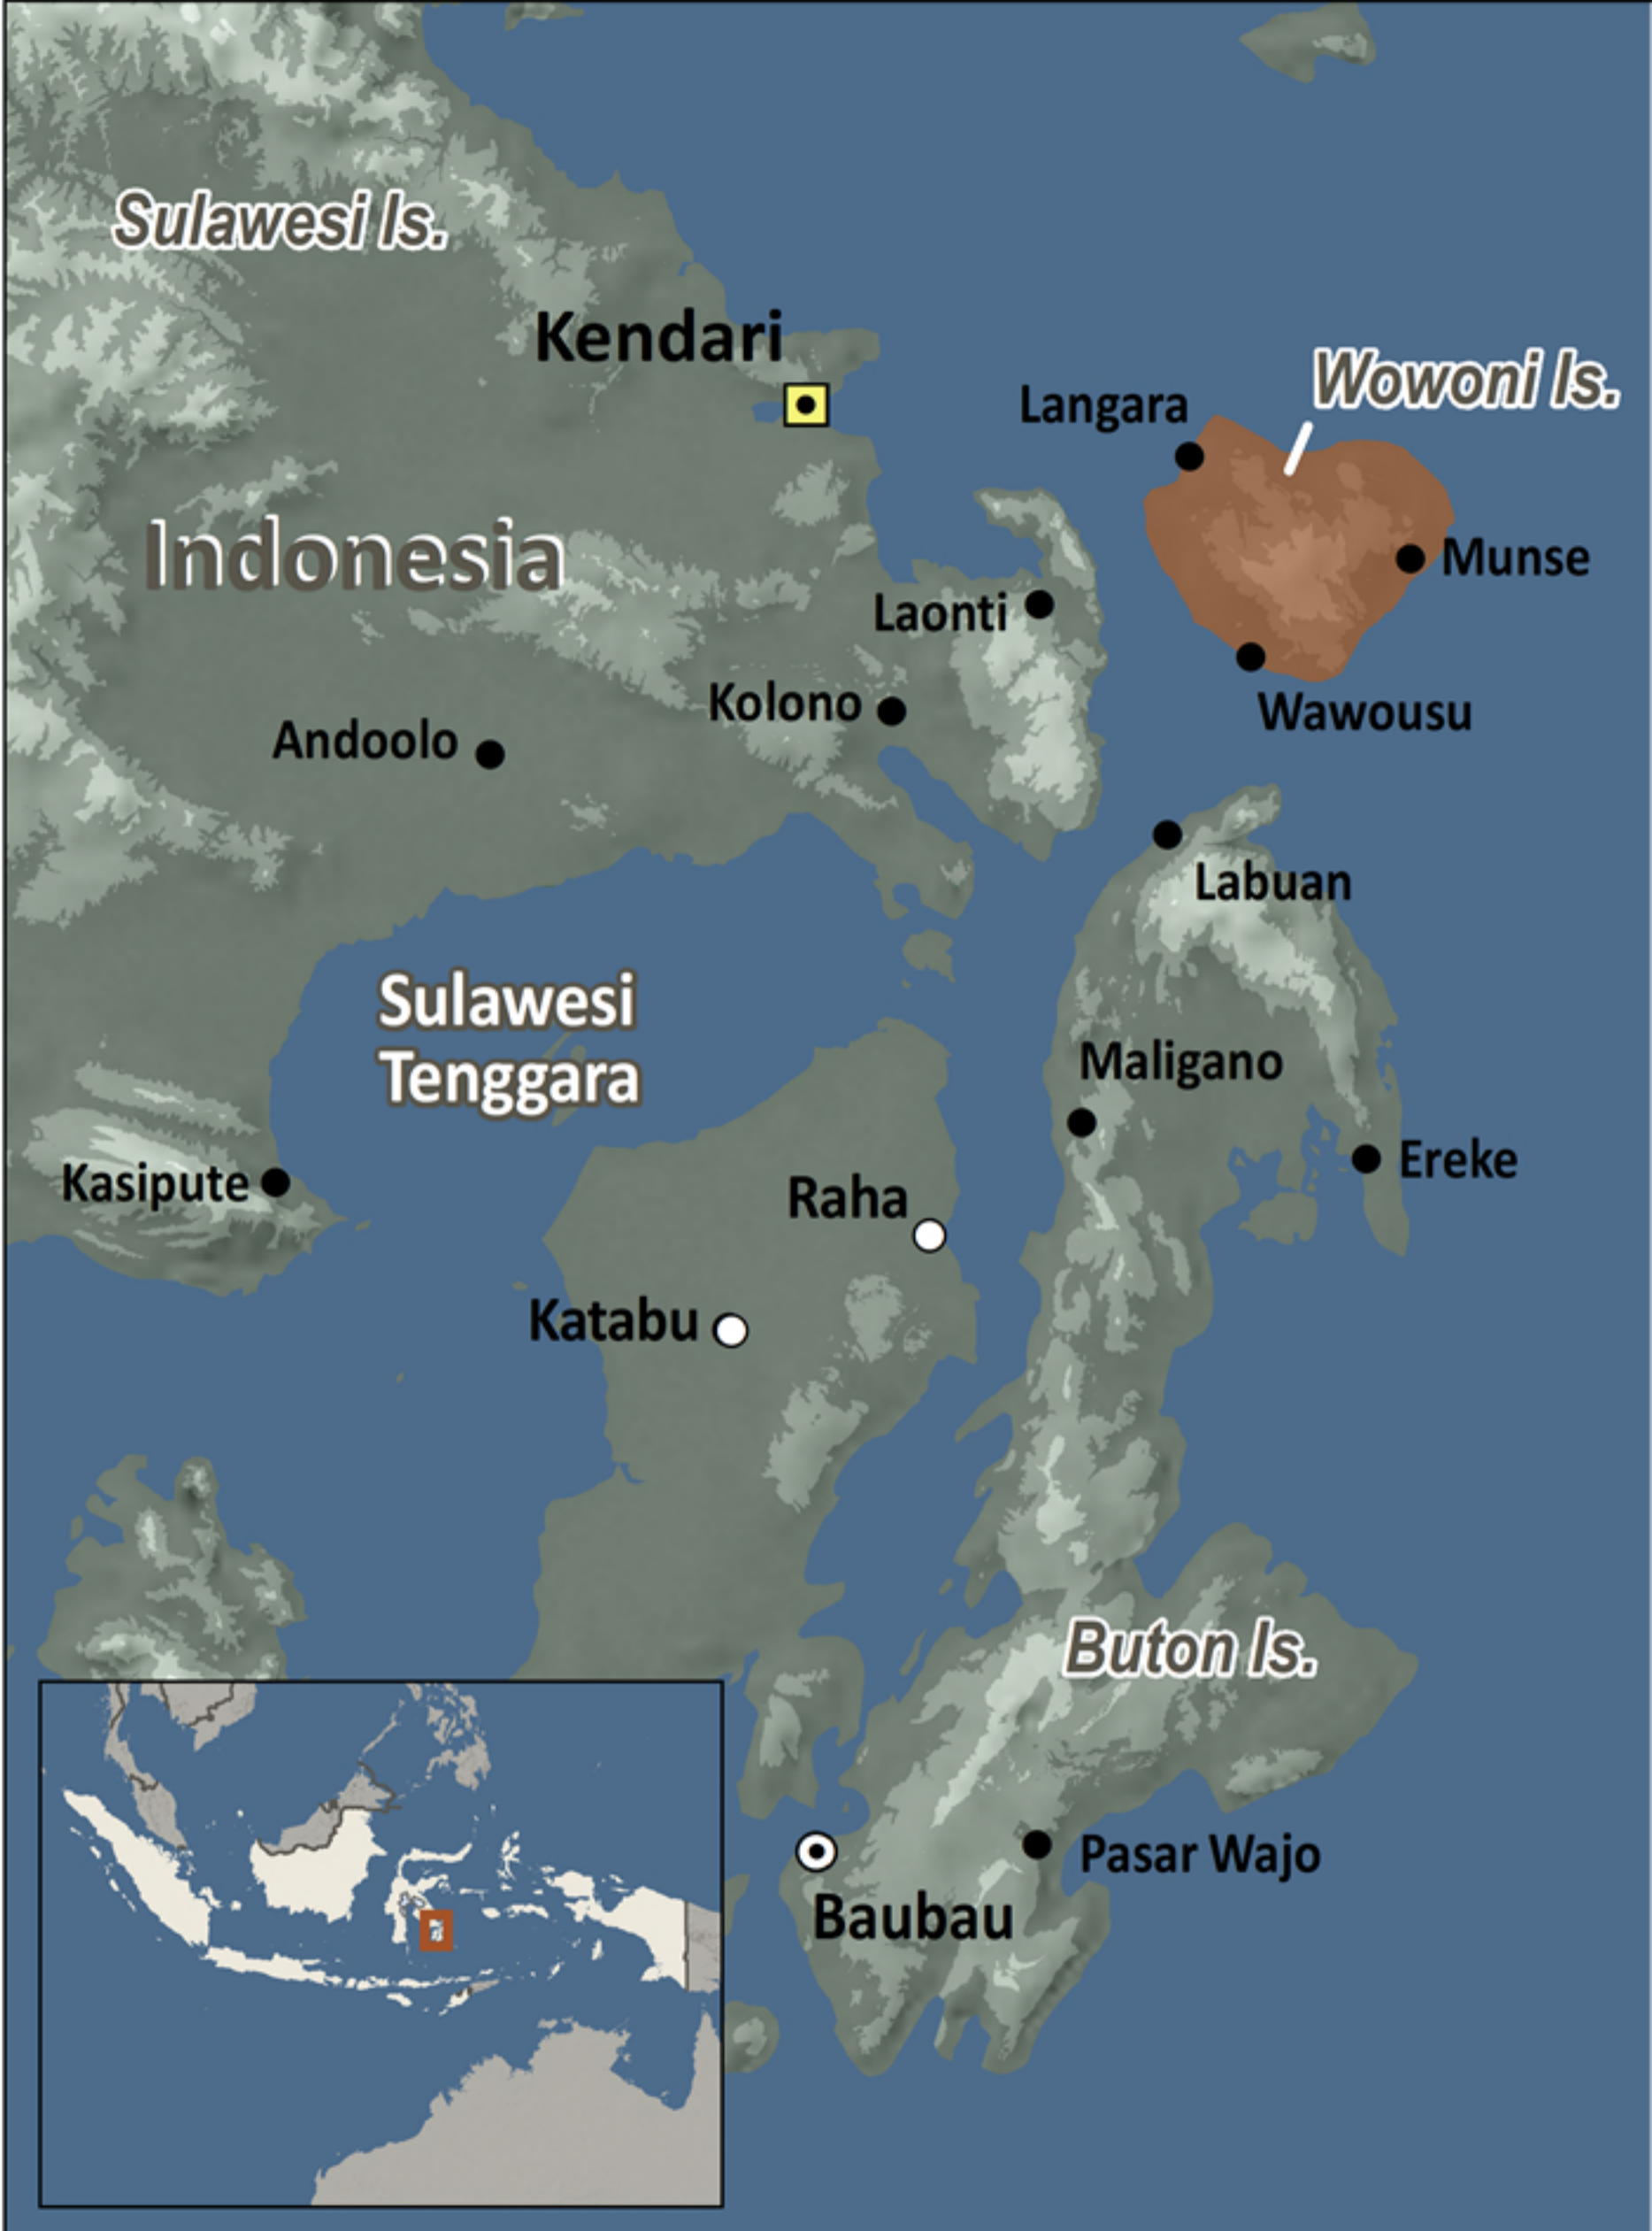 Sulawesi Is.
Kendari
Wowoni Is.
Langara
Indonesia
Munse
Laonti
Kolono
Wawousu
Andoolo
Labuan
Sulawesi
Tenggara
Maligano
Ereke
Kasipute
Raha
Katabu
Buton Is.
Pasar Wajo
Baubau